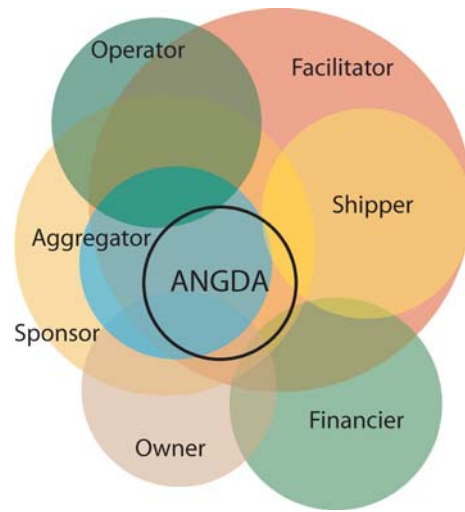 Operator
Facilitator
Shipper
Aggregator
ANGDA
Sponsor
Financier
Owner